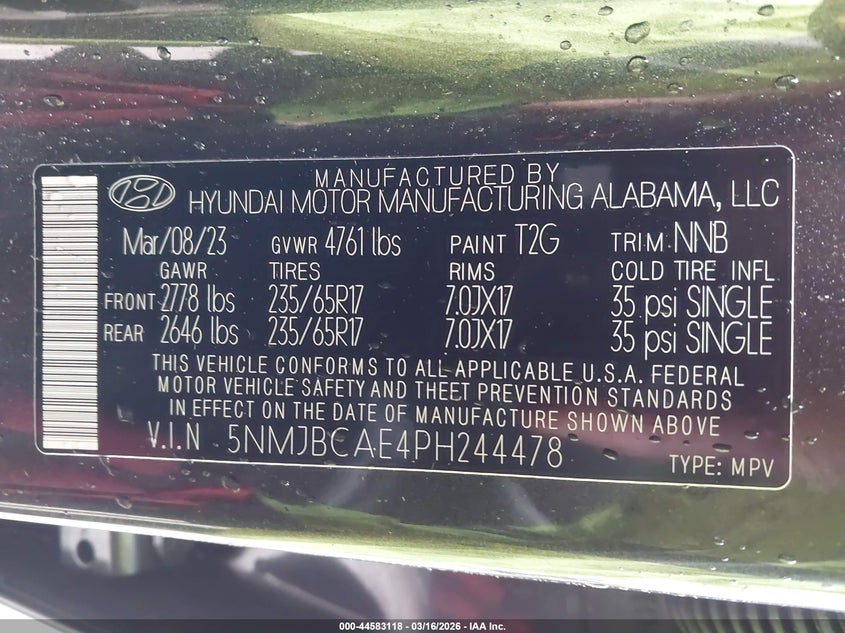 MANUFACTURED BY
HYUNDAI MOTOR MANUFACTURING ALABAMA, LLC
Mar/08/23 GVWR 4761 lbs PAINT T2G TRIM NNB
GAWR TIRES RIMS COLD TIRE INFL
FRONT 2778 lbs 235/65R17 7.0JX17 35 psi SINGLE
REAR 2646 lbs 235/65R17 7.0JX17 35 psi SINGLE
THIS VEHICLE CONFORMS TO ALL APPLICABLE U.S.A. FEDERAL
MOTOR VEHICLE SAFETY AND THEFT PREVENTION STANDARDS
IN EFFECT ON THE DATE OF MANUFACTURE SHOWN ABOVE
V.I.N 5NMJBCAE4PH244478
TYPE: MPV
000-44583118 - 03/16/2026 - IAA Inc.